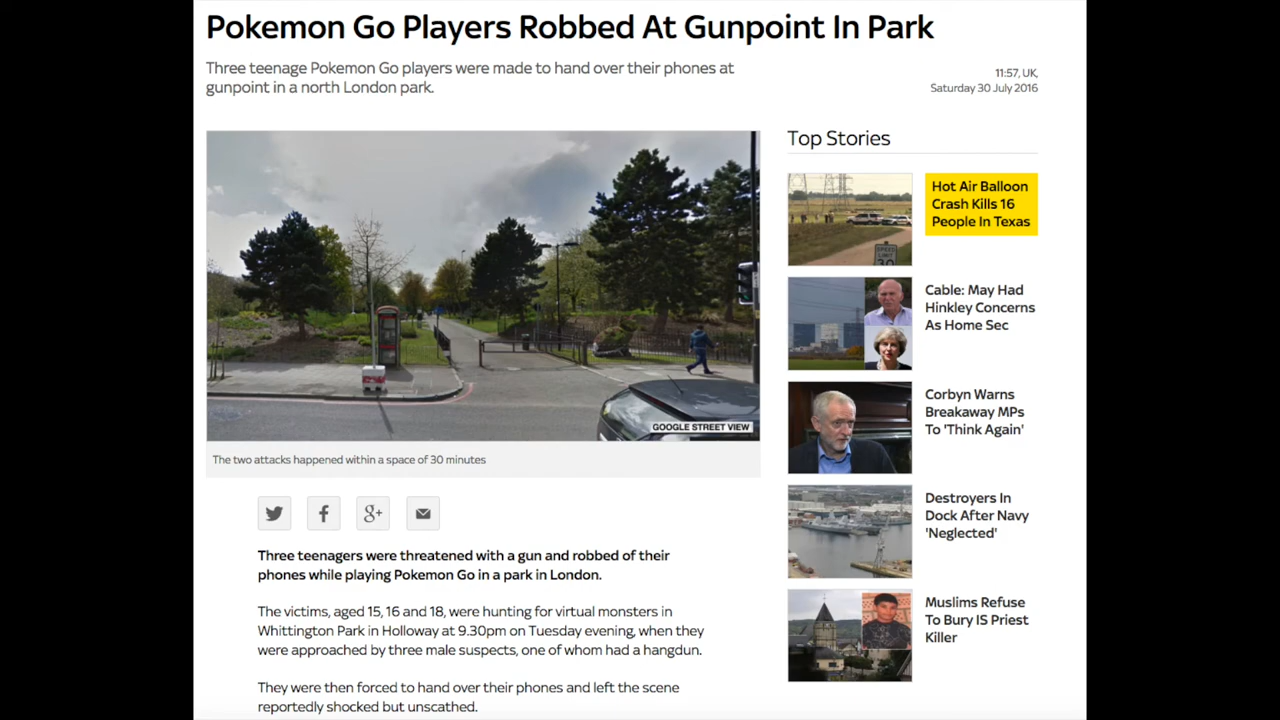 Pokemon Go Players Robbed At Gunpoint In Park
Three teenage Pokemon Go players were made to hand over their phones at
gunpoint in a north London park.
11:57, UK,
Saturday 30 July 2016
GOOGLE STREET VIEW
The two attacks happened within a space of 30 minutes
f
g+
Three teenagers were threatened with a gun and robbed of their
phones while playing Pokemon Go in a park in London.
The victims, aged 15, 16 and 18, were hunting for virtual monsters in
Whittington Park in Holloway at 9.30pm on Tuesday evening, when they
were approached by three male suspects, one of whom had a hangdun.
They were then forced to hand over their phones and left the scene
reportedly shocked but unscathed.
Top Stories
SPEED
LIMIT
30
Hot Air Balloon
Crash Kills 16
People In Texas
Cable: May Had
Hinkley Concerns
As Home Sec
Corbyn Warns
Breakaway MPs
To 'Think Again'
Destroyers In
Dock After Navy
'Neglected'
Muslims Refuse
To Bury IS Priest
Killer